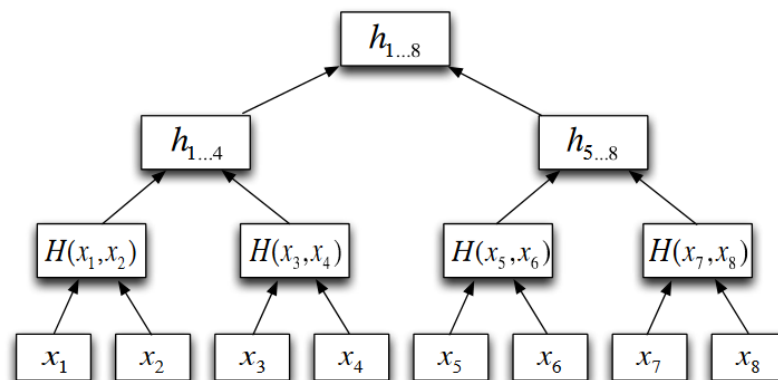 h₁...₈
h₁...₄ h₅...₈
H(x₁,x₂) H(x₃,x₄) H(x₅,x₆) H(x₇,x₈)
x₁ x₂ x₃ x₄ x₅ x₆ x₇ x₈